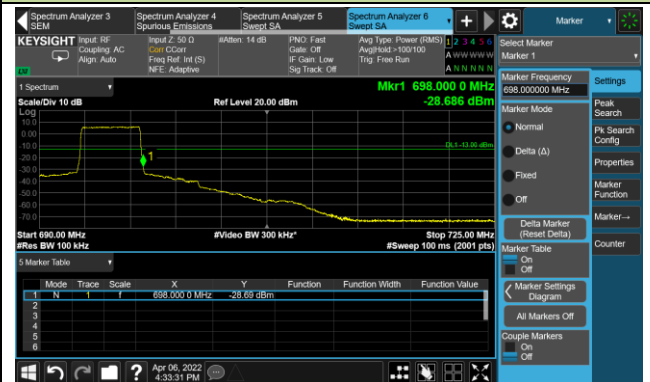 Spectrum Analyzer 3
SEM
Spectrum Analyzer 4
Spurious Emissions
Spectrum Analyzer 5
Swept SA
Spectrum Analyzer 6
Swept SA
Marker
KEYSIGHT
Input: RF
Coupling: AC
Align: Auto
Input Z: 50 Ω
Corr CCorr
Freq Ref: Int (S)
NFE: Adaptive
#Atten: 14 dB
PNO: Fast
Gate: Off
IF Gain: Low
Sig Track: Off
Avg Type: Power (RMS)
Avg|Hold >100/100
Trig: Free Run
1 2 3 4 5 6
A W W W W W
A N N N N N
LXI
Select Marker
Marker 1
1 Spectrum
Scale/Div 10 dB
Ref Level 20.00 dBm
Mkr1 698.000 0 MHz
-28.686 dBm
Log
10.0
0.00
-10.0
-20.0
-30.0
-40.0
-50.0
-60.0
-70.0
DL1 -13.00 dBm
1
Start 690.00 MHz
#Video BW 300 kHz*
Stop 725.00 MHz
#Res BW 100 kHz
#Sweep 100 ms (2001 pts)
5 Marker Table
Mode Trace Scale X Y Function Function Width Function Value
1 N 1 f 698.000 0 MHz -28.69 dBm
2
3
4
5
6
Marker Frequency
698.000000 MHz
Marker Mode
Normal
Delta (Δ)
Fixed
Off
Delta Marker
(Reset Delta)
Marker Table
On
Off
Marker Settings
Diagram
All Markers Off
Couple Markers
On
Off
Settings
Peak
Search
Pk Search
Config
Properties
Marker
Function
Marker→
Counter
Apr 06, 2022
4:33:31 PM